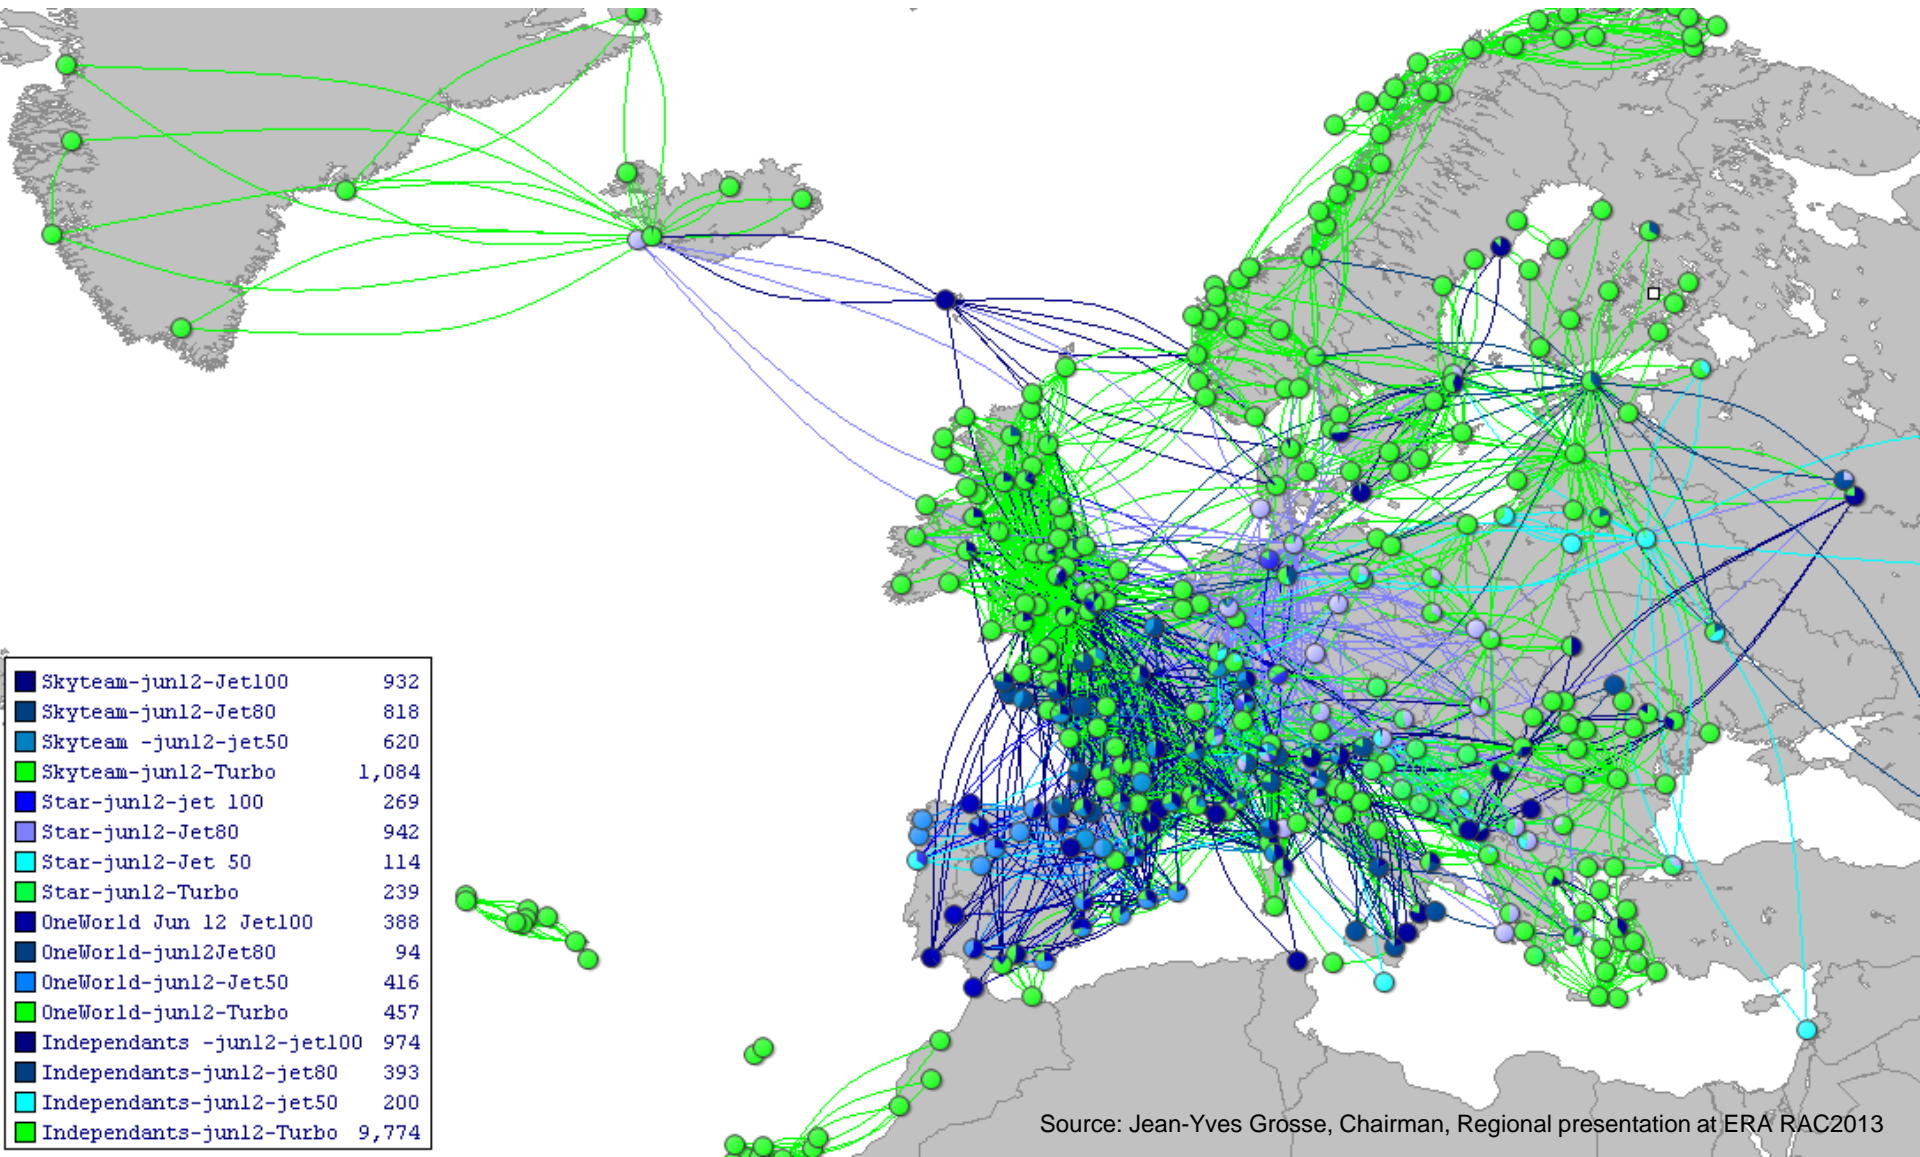 Skyteam-jun12-Jet100 932
Skyteam-jun12-Jet80 818
Skyteam -jun12-jet50 620
Skyteam-jun12-Turbo 1,084
Star-jun12-jet 100 269
Star-jun12-Jet80 942
Star-jun12-Jet 50 114
Star-jun12-Turbo 239
OneWorld Jun 12 Jet100 388
OneWorld-jun12Jet80 94
OneWorld-jun12-Jet50 416
OneWorld-jun12-Turbo 457
Independants -jun12-jet100 974
Independants-jun12-jet80 393
Independants-jun12-jet50 200
Independants-jun12-Turbo 9,774
Source: Jean-Yves Grosse, Chairman, Regional presentation at ERA RAC2013